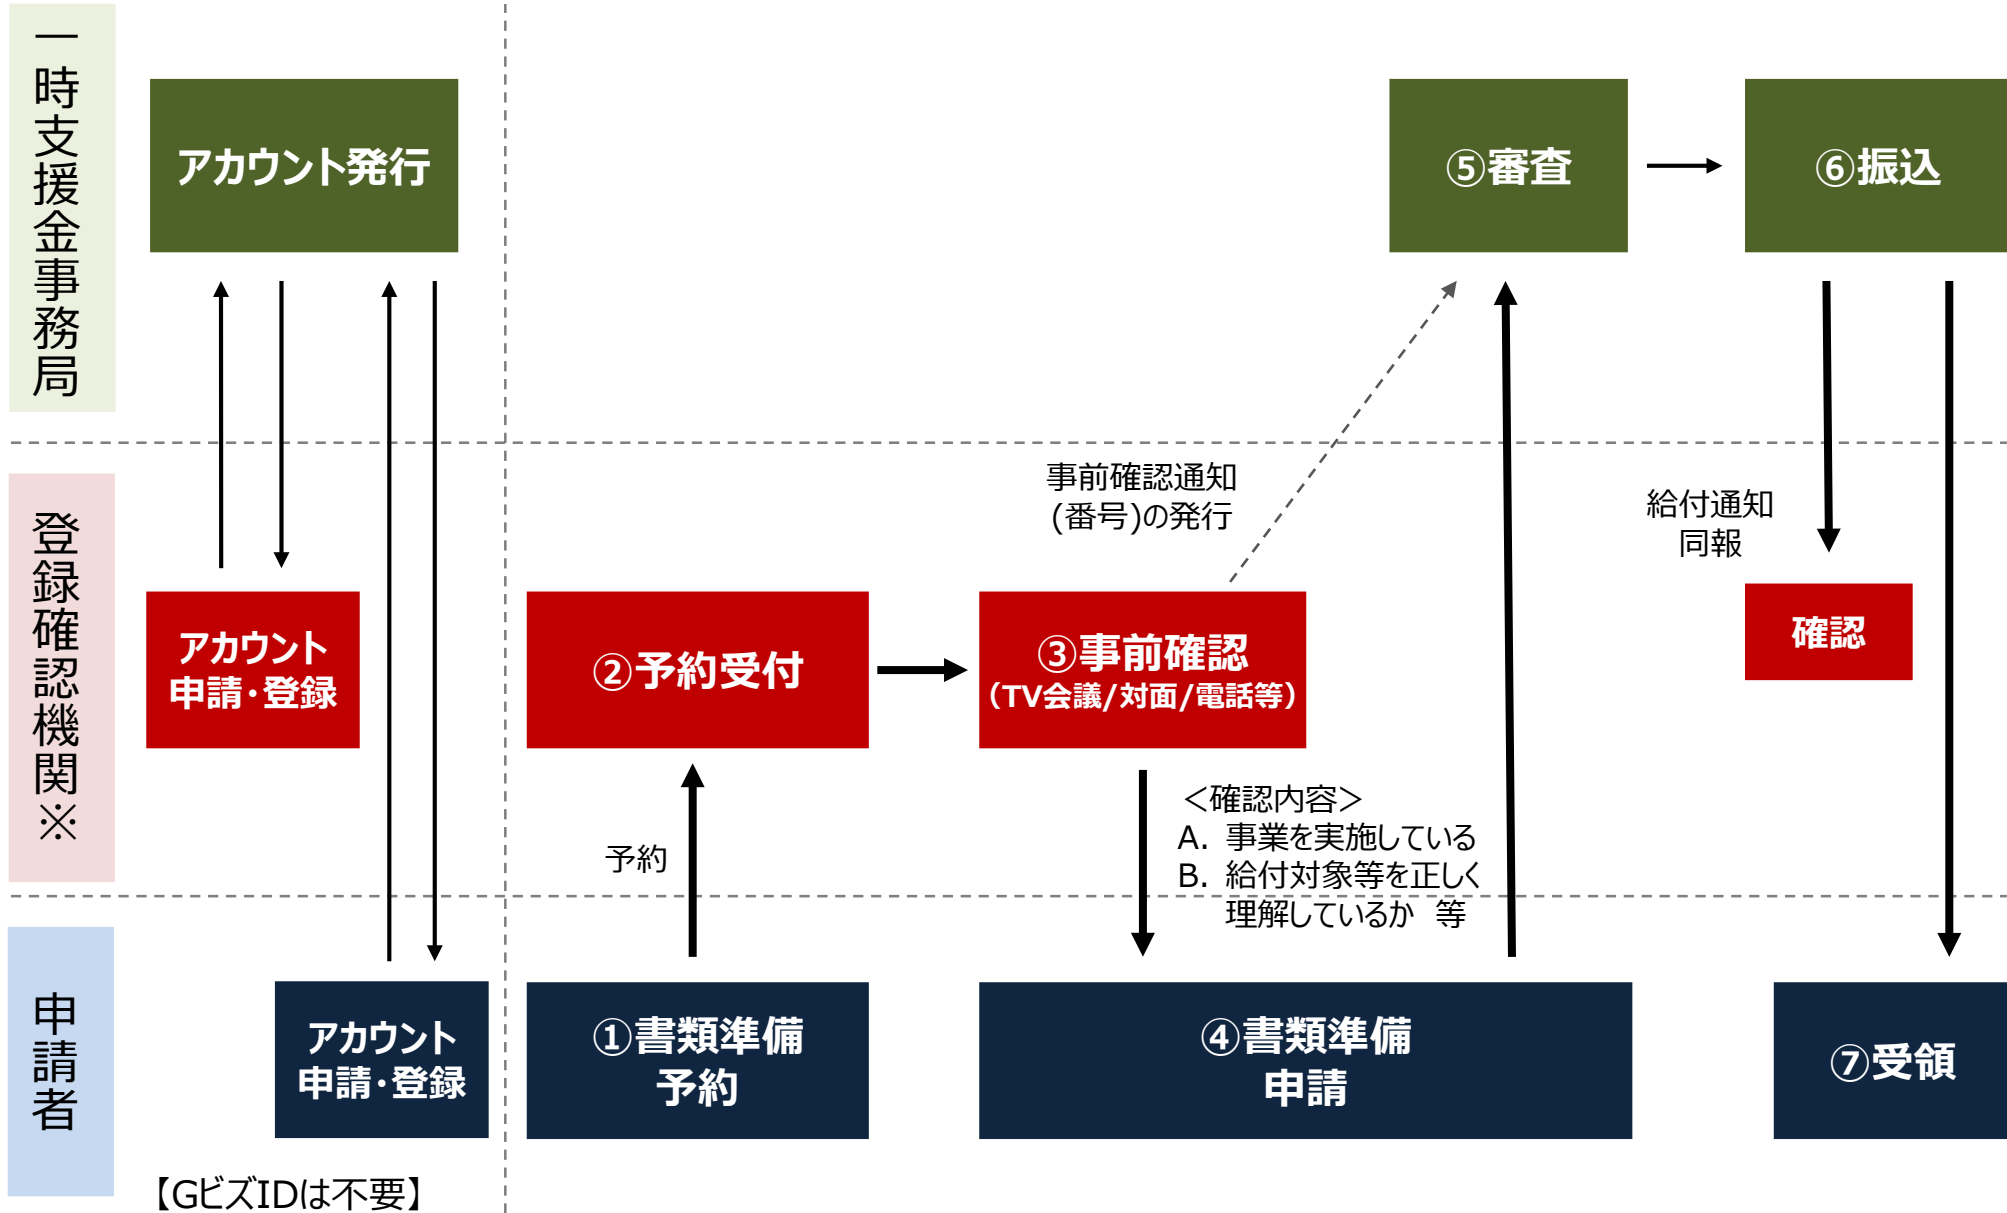 一時支援金事務局
アカウント発行
⑤審査
⑥振込
登録確認機関※
事前確認通知
(番号)の発行
給付通知
同報
アカウント
申請・登録
②予約受付
③事前確認
（TV会議/対面/電話等）
確認
予約
＜確認内容＞
A. 事業を実施している
B. 給付対象等を正しく
理解しているか 等
申請者
アカウント
申請・登録
①書類準備
予約
④書類準備
申請
⑦受領
【GビズIDは不要】